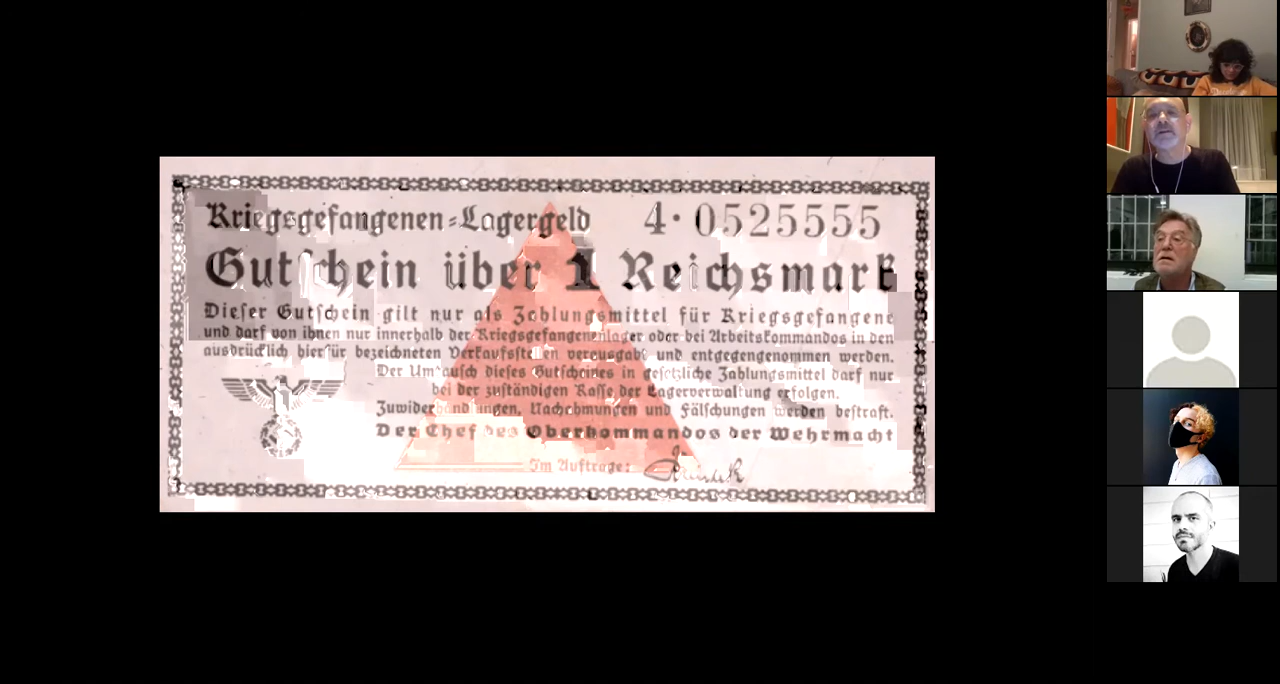 Kriegsgefangenen-Lagergeld 4·0525555
Gutschein über 1 Reichsmark
Dieser Gutschein gilt nur als Zahlungsmittel für Kriegsgefangene
und darf von ihnen nur innerhalb der Kriegsgefangenenlager oder bei Arbeitskommandos in den
ausdrücklich hierfür bezeichneten Verkaufsstellen verausgabt und entgegengenommen werden.
Der Umtausch dieses Gutscheines in gesetzliche Zahlungsmittel darf nur
bei der zuständigen Kasse der Lagerverwaltung erfolgen.
Zuwiderhandlungen, Nachahmungen und Fälschungen werden bestraft.
Der Chef des Oberkommandos der Wehrmacht
Im Auftrage: